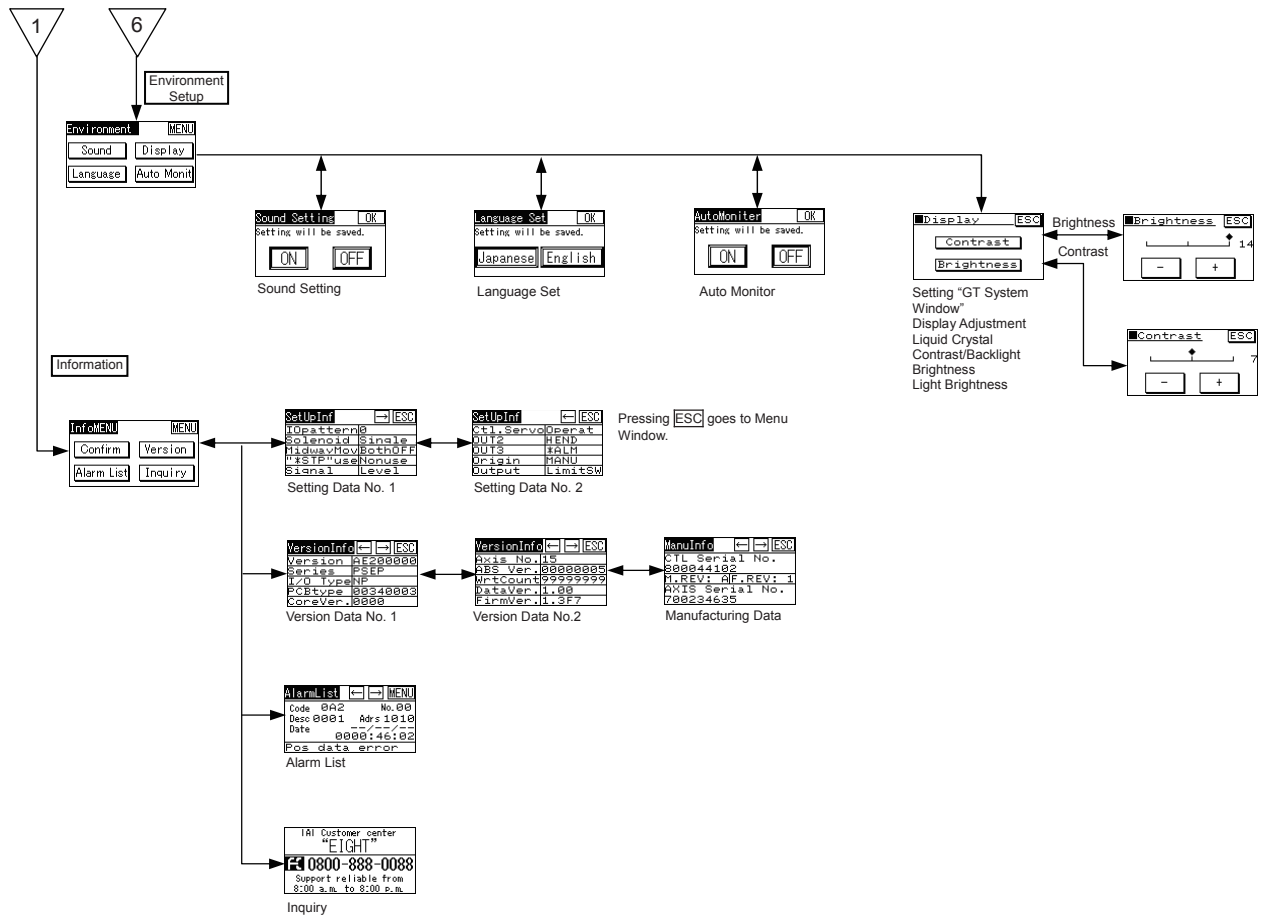 1
6
Environment
Setup
Environment MENU
Sound Display
Language Auto Monit
Sound Setting OK
Setting will be saved.
ON OFF
Sound Setting
Language Set OK
Setting will be saved.
Japanese English
Language Set
AutoMoniter OK
Setting will be saved.
ON OFF
Auto Monitor
■Display ESC
Contrast
Brightness
Setting “GT System
Window”
Display Adjustment
Liquid Crystal
Contrast/Backlight
Brightness
Light Brightness
Brightness
Contrast
■Brightness ESC
14
- +
■Contrast ESC
7
- +
Information
InfoMENU MENU
Confirm Version
Alarm List Inquiry
SetUpInf → ESC
IOpattern 0
Solenoid Single
MidwayMov BothOFF
"*STP"use Nonuse
Signal Level
Setting Data No. 1
SetUpInf ← ESC
Ctl.Servo Operat
OUT2 HEND
OUT3 *ALM
Origin MANU
Output LimitSW
Setting Data No. 2
Pressing ESC goes to Menu
Window.
VersionInfo ← → ESC
Version AE200000
Series PSEP
I/O Type NP
PCBtype 00340003
CoreVer. 0000
Version Data No. 1
VersionInfo ← → ESC
Axis No. 15
ABS Ver. 00000005
WrtCount 99999999
DataVer. 1.00
FirmVer. 1.3F7
Version Data No.2
ManuInfo ← → ESC
CTL Serial No.
800044102
M.REV: A F.REV: 1
AXIS Serial No.
700234635
Manufacturing Data
AlarmList ← → MENU
Code 0A2 No.00
Desc 0001 Adrs 1010
Date --/--/--
0000:46:02
Pos data error
Alarm List
IAI Customer center
“EIGHT”
0800-888-0088
Support reliable from
8:00 a.m. to 8:00 p.m.
Inquiry